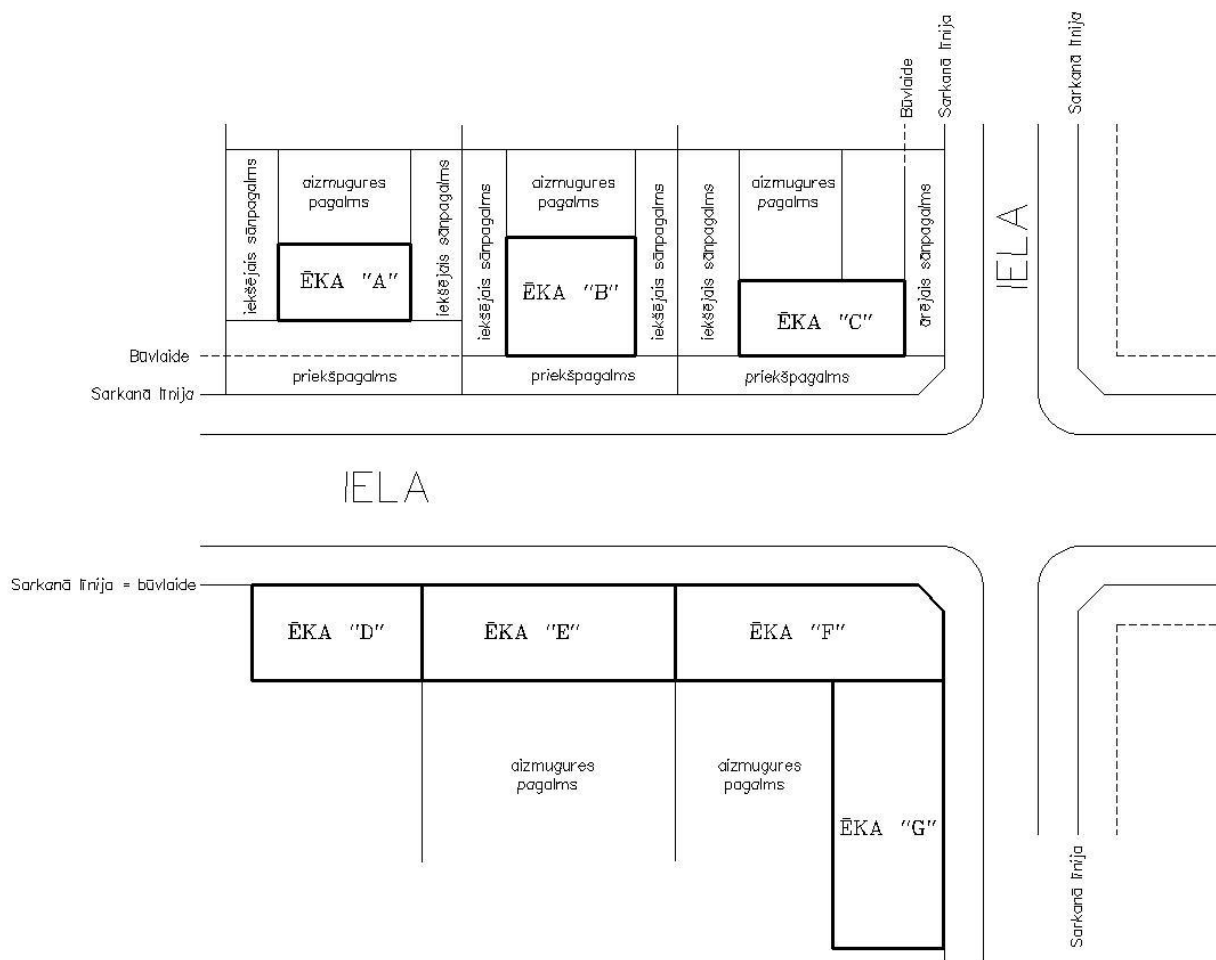 Būvlaide
Sarkanā līnija
Sarkanā līnija
iekšējais sānpagalms
aizmugures
pagalms
iekšējais sānpagalms
iekšējais sānpagalms
aizmugures
pagalms
iekšējais sānpagalms
iekšējais sānpagalms
aizmugures
pagalms
ārējais sānpagalms
IELA
ĒKA "A"
ĒKA "B"
ĒKA "C"
Būvlaide
priekšpagalms
priekšpagalms
priekšpagalms
Sarkanā līnija
IELA
Sarkanā līnija = būvlaide
ĒKA "D"
ĒKA "E"
ĒKA "F"
aizmugures
pagalms
aizmugures
pagalms
ĒKA "G"
Sarkanā līnija